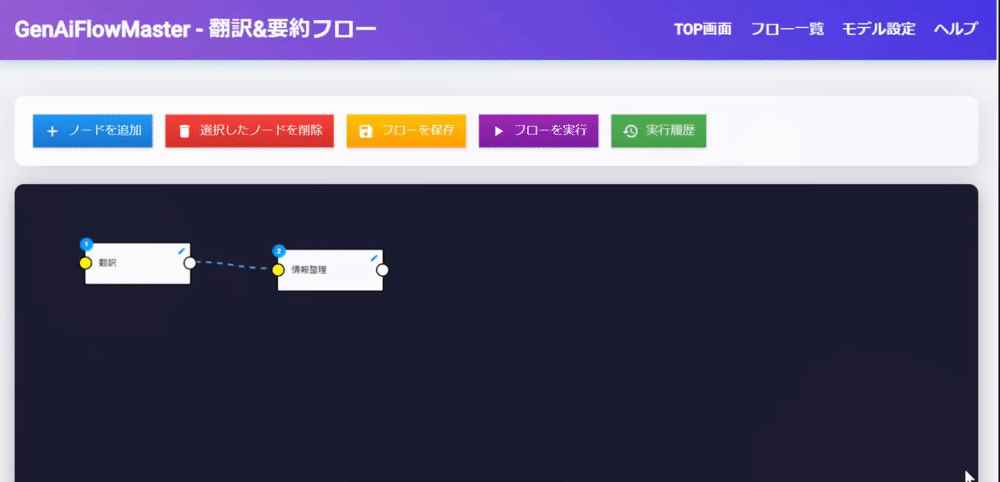 GenAiFlowMaster - 翻訳&要約フロー
TOP画面 フロー一覧 モデル設定 ヘルプ
ノードを追加 選択したノードを削除 フローを保存 フローを実行 実行履歴
1
翻訳
2
情報整理